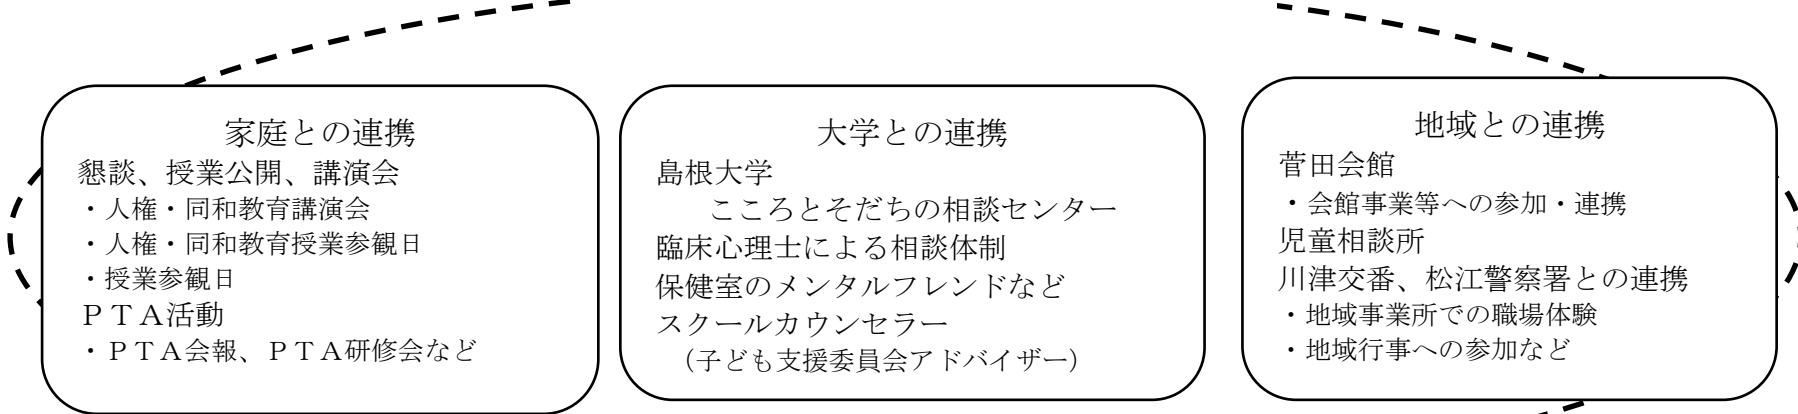 家庭との連携
懇談、授業公開、講演会
・人権・同和教育講演会
・人権・同和教育授業参観日
・授業参観日
ＰＴＡ活動
・ＰＴＡ会報、ＰＴＡ研修会など
大学との連携
島根大学
こころとそだちの相談センター
臨床心理士による相談体制
保健室のメンタルフレンドなど
スクールカウンセラー
（子ども支援委員会アドバイザー）
地域との連携
菅田会館
・会館事業等への参加・連携
児童相談所
川津交番、松江警察署との連携
・地域事業所での職場体験
・地域行事への参加など